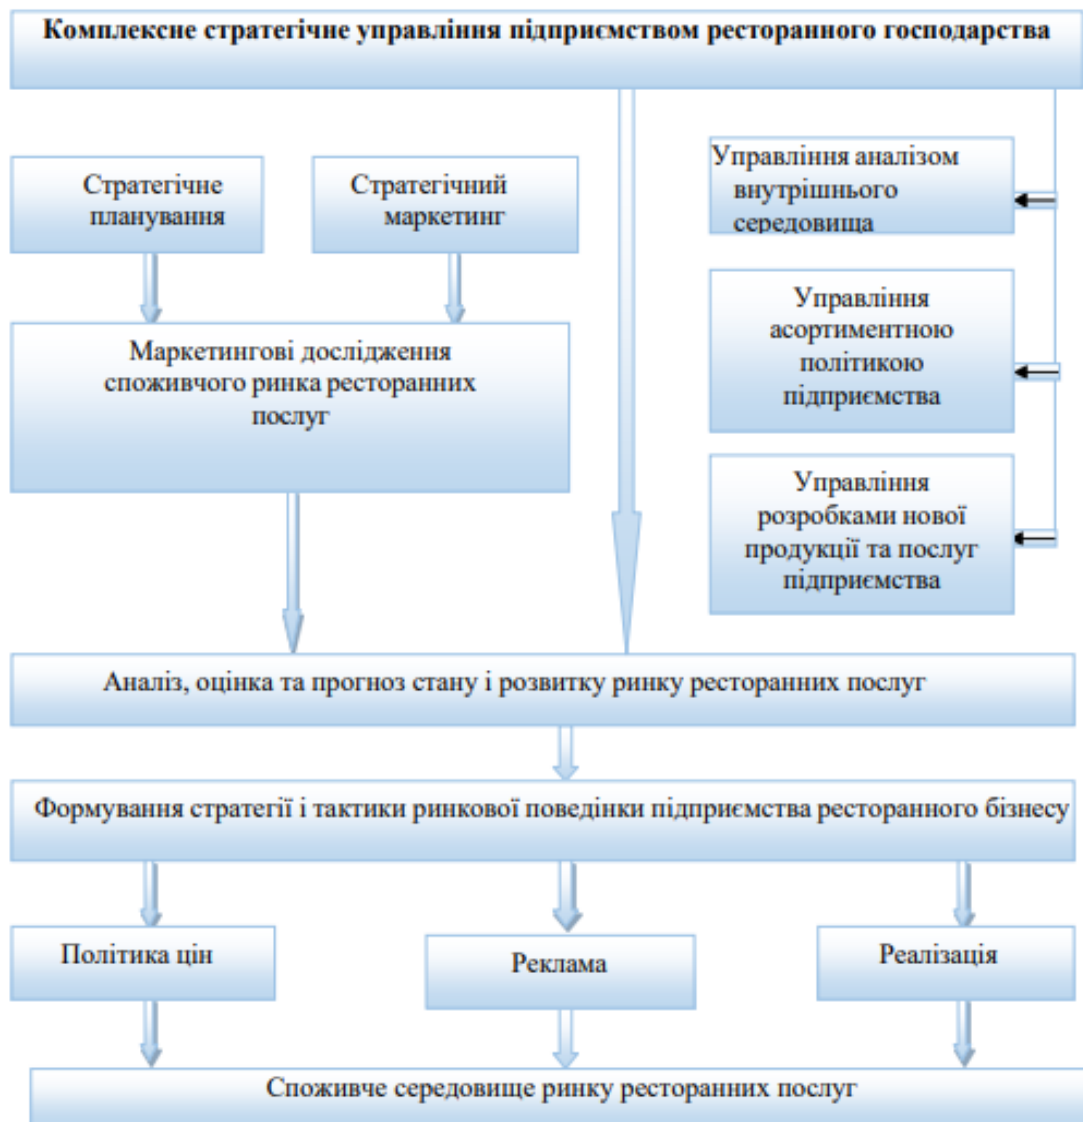 Комплексне стратегічне управління підприємством ресторанного господарства
Стратегічне
планування
Стратегічний
маркетинг
Управління аналізом
внутрішнього
середовища
Маркетингові дослідження
споживчого ринка ресторанних
послуг
Управління
асортиментною
політикою
підприємства
Управління
розробками нової
продукції та послуг
підприємства
Аналіз, оцінка та прогноз стану і розвитку ринку ресторанних послуг
Формування стратегії і тактики ринкової поведінки підприємства ресторанного бізнесу
Політика цін
Реклама
Реалізація
Споживче середовище ринку ресторанних послуг